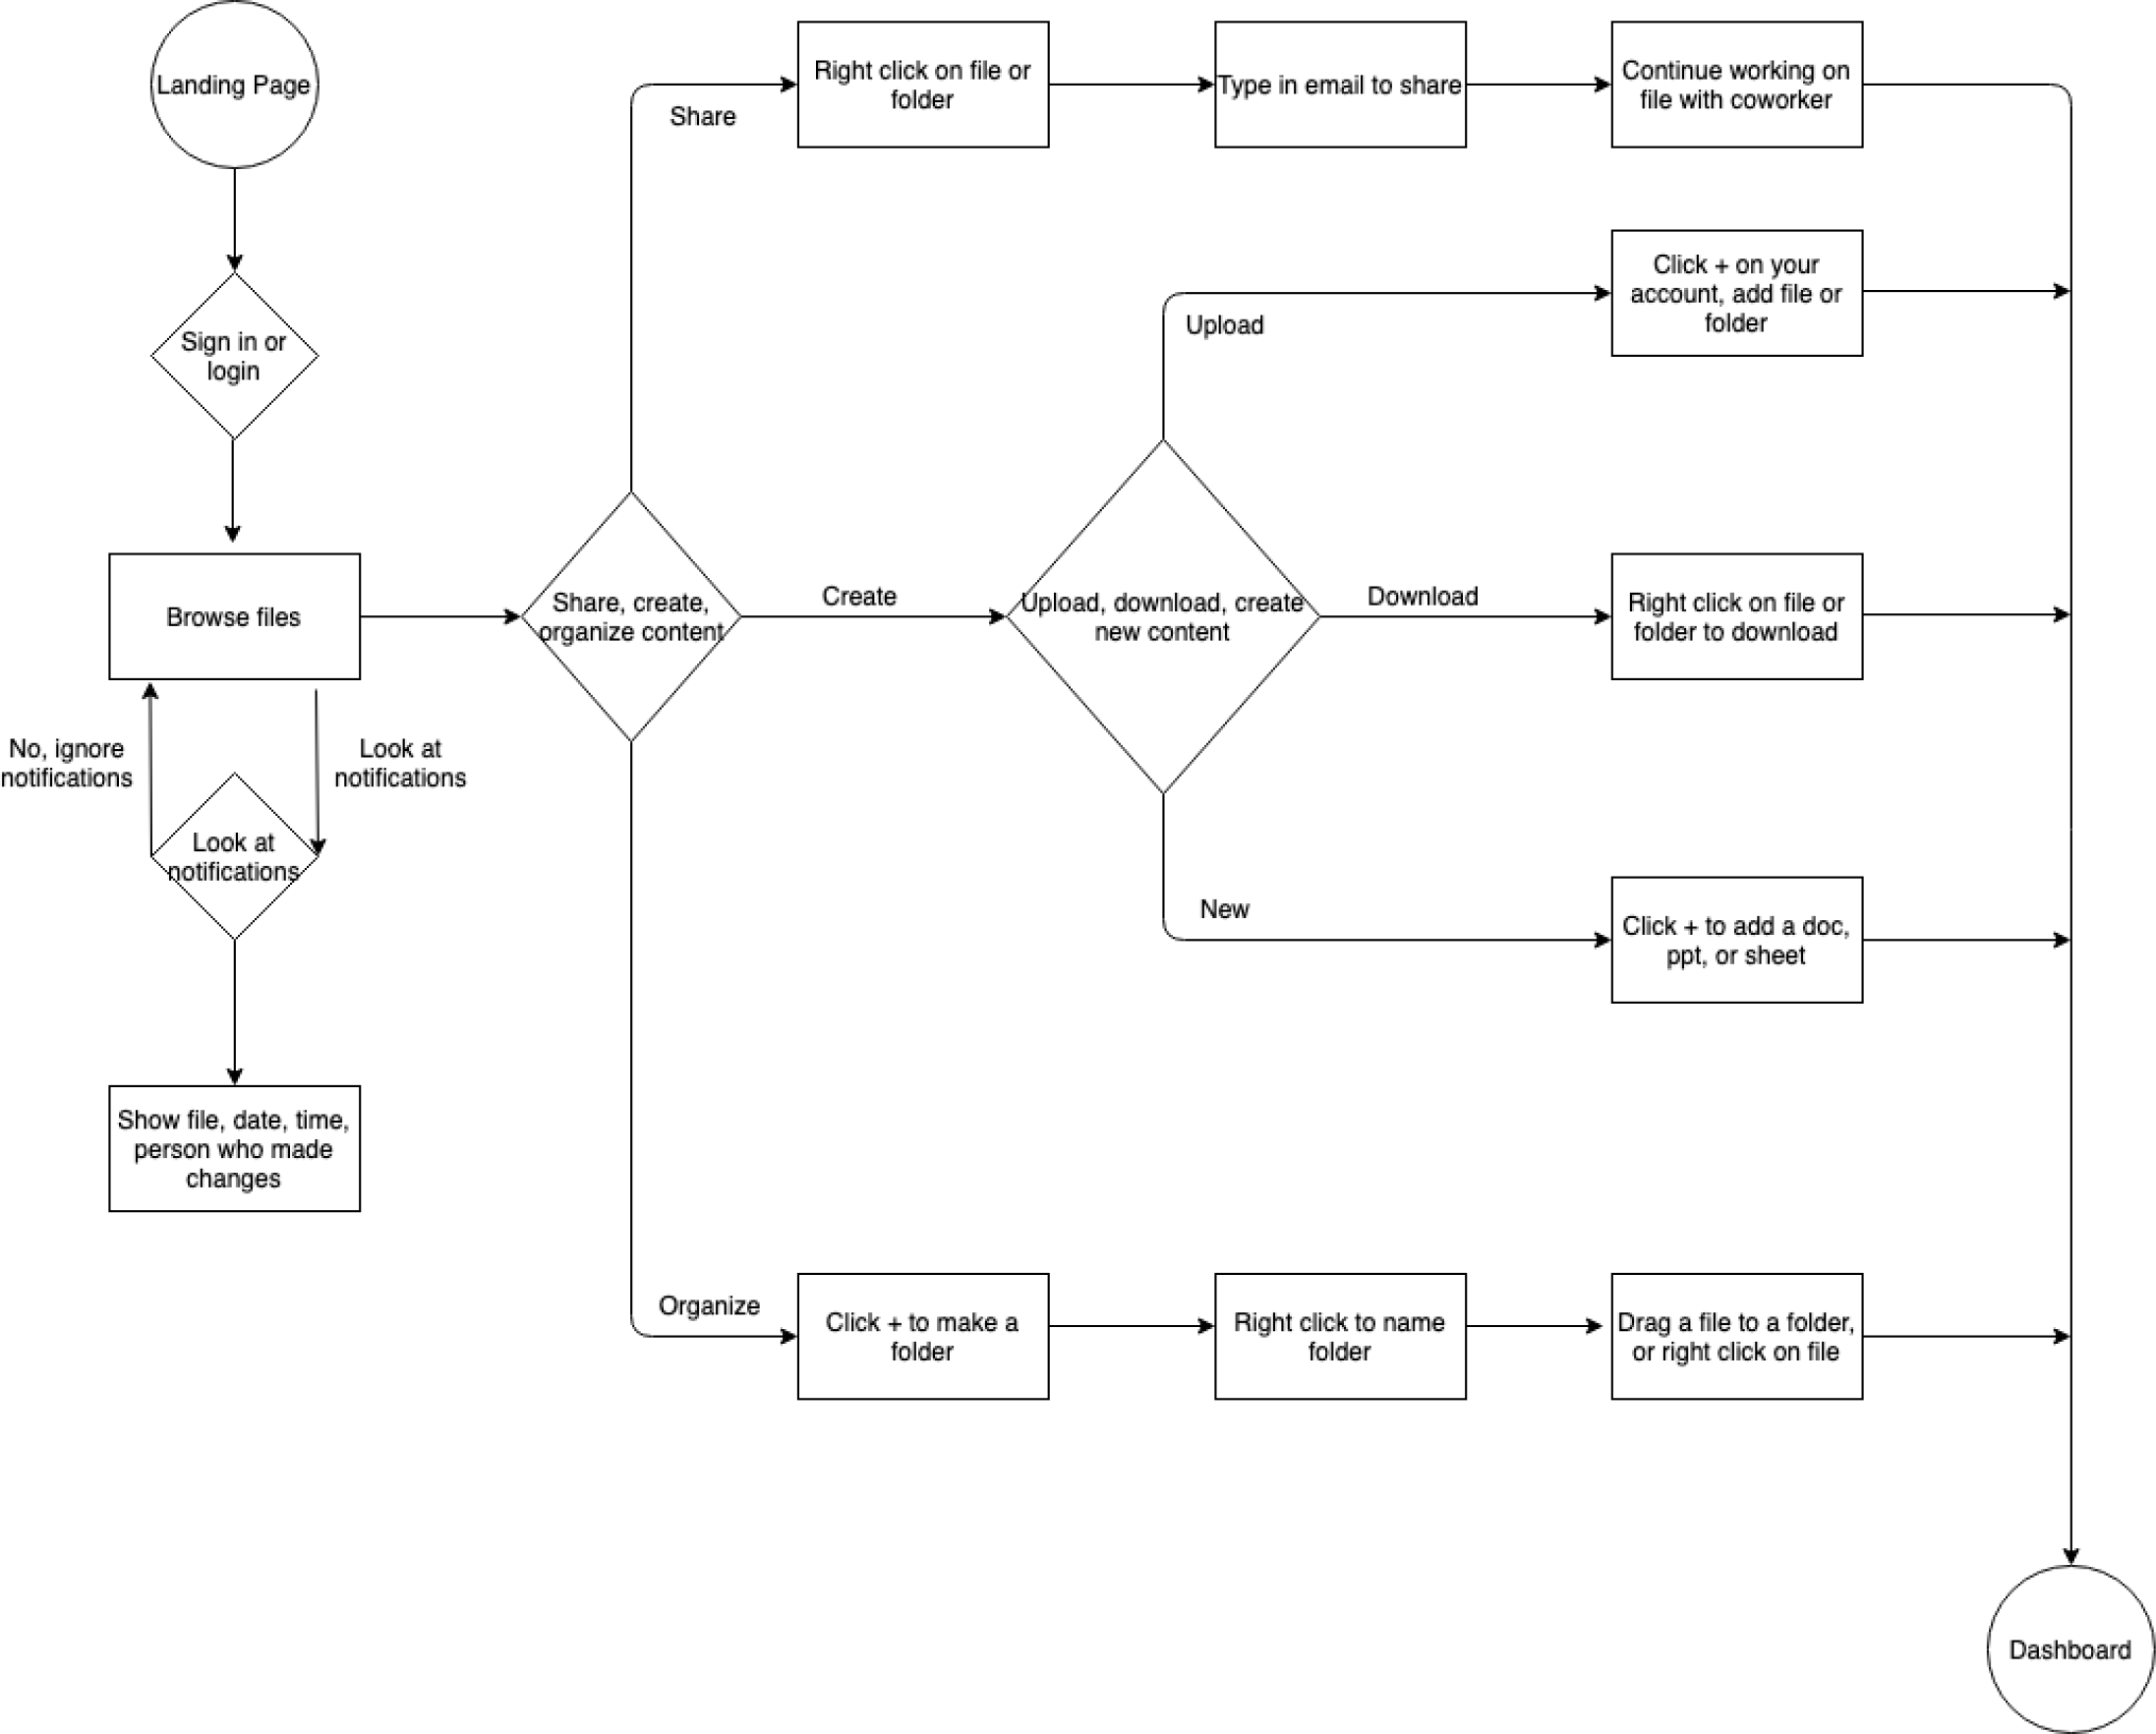 Landing Page
Sign in or
login
Browse files
No, ignore
notifications
Look at
notifications
Look at
notifications
Show file, date, time,
person who made
changes
Share, create,
organize content
Share
Right click on file or
folder
Type in email to share
Continue working on
file with coworker
Create
Upload, download, create
new content
Upload
Click + on your
account, add file or
folder
Download
Right click on file or
folder to download
New
Click + to add a doc,
ppt, or sheet
Organize
Click + to make a
folder
Right click to name
folder
Drag a file to a folder,
or right click on file
Dashboard